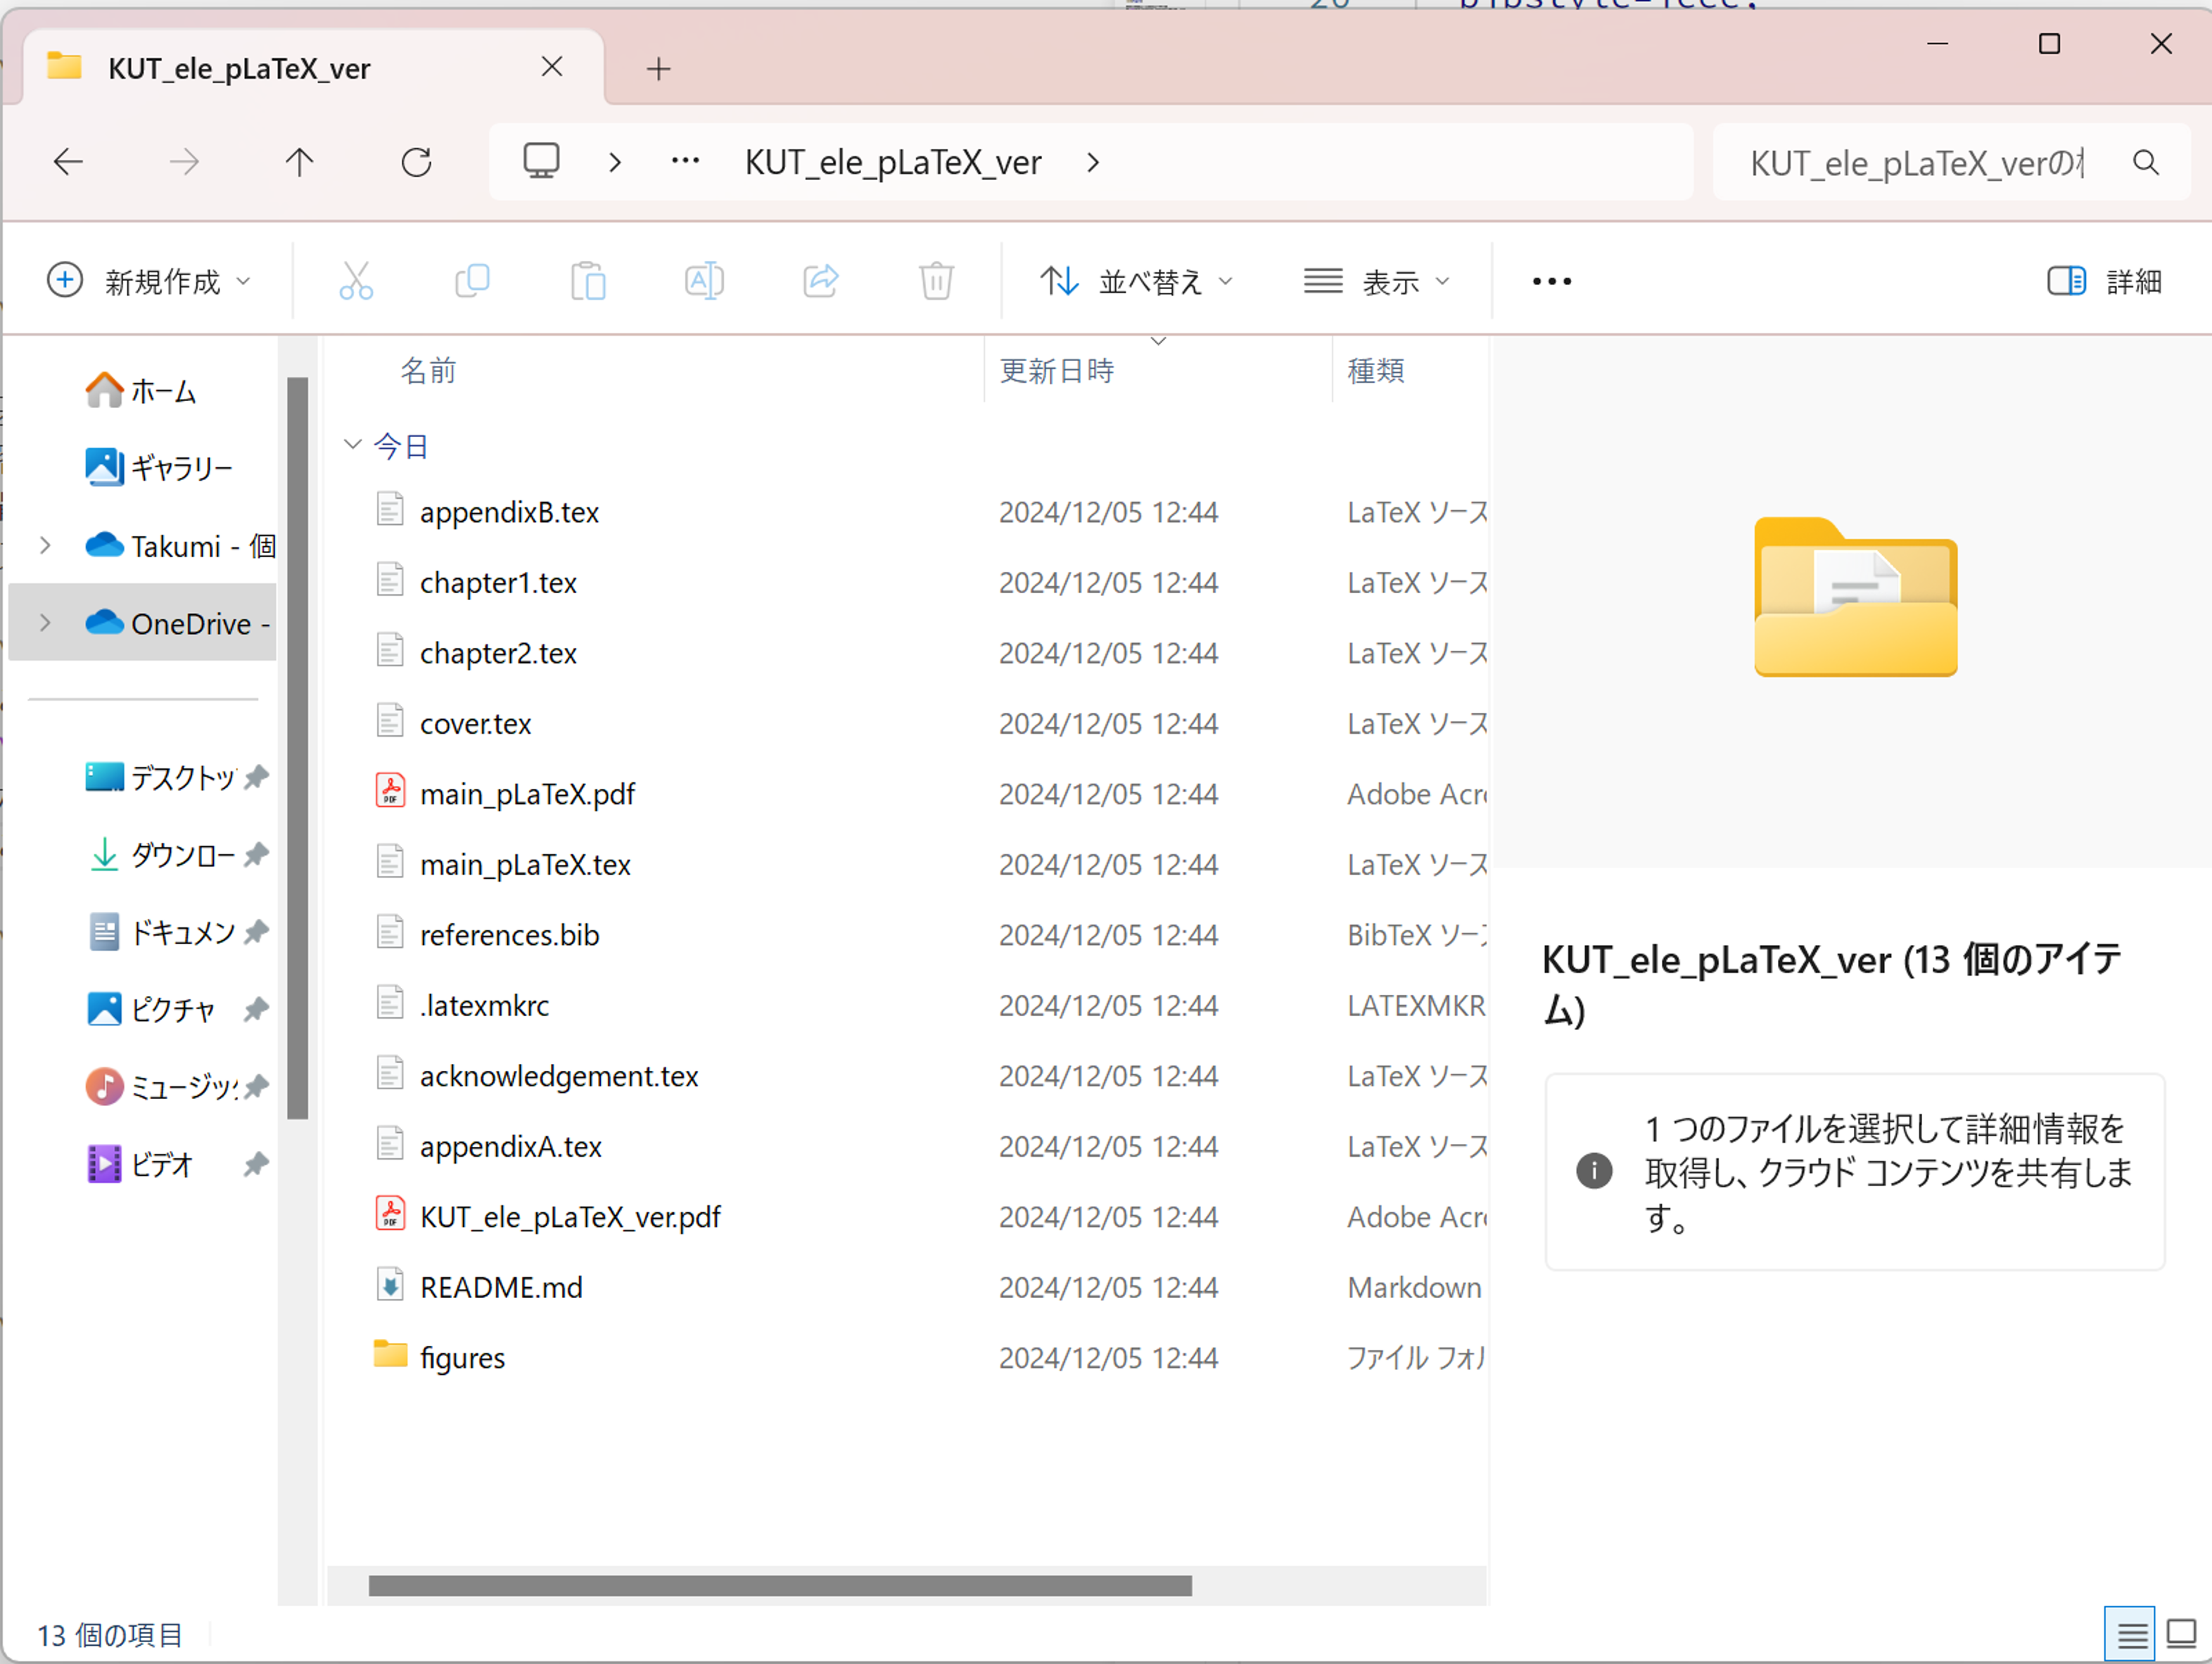 KUT_ele_pLaTeX_ver
KUT_ele_pLaTeX_ver
KUT_ele_pLaTeX_verの
新規作成
並べ替え
表示
詳細
ホーム
ギャラリー
Takumi - 個
OneDrive -
デスクトッ
ダウンロー
ドキュメン
ピクチャ
ミュージッ
ビデオ
名前 更新日時 種類
今日
appendixB.tex 2024/12/05 12:44 LaTeX ソース
chapter1.tex 2024/12/05 12:44 LaTeX ソース
chapter2.tex 2024/12/05 12:44 LaTeX ソース
cover.tex 2024/12/05 12:44 LaTeX ソース
main_pLaTeX.pdf 2024/12/05 12:44 Adobe Acr
main_pLaTeX.tex 2024/12/05 12:44 LaTeX ソース
references.bib 2024/12/05 12:44 BibTeX ソー
.latexmkrc 2024/12/05 12:44 LATEXMKR
acknowledgement.tex 2024/12/05 12:44 LaTeX ソース
appendixA.tex 2024/12/05 12:44 LaTeX ソース
KUT_ele_pLaTeX_ver.pdf 2024/12/05 12:44 Adobe Acr
README.md 2024/12/05 12:44 Markdown
figures 2024/12/05 12:44 ファイル フォ
KUT_ele_pLaTeX_ver (13 個のアイテ
ム)
1 つのファイルを選択して詳細情報を
取得し、クラウド コンテンツを共有しま
す。
13 個の項目